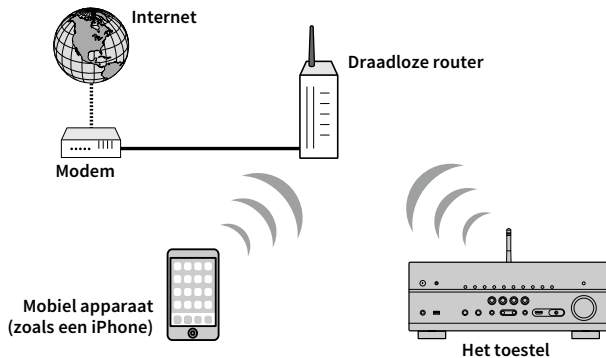 Internet
Draadloze router
Modem
Mobiel apparaat
(zoals een iPhone)
Het toestel